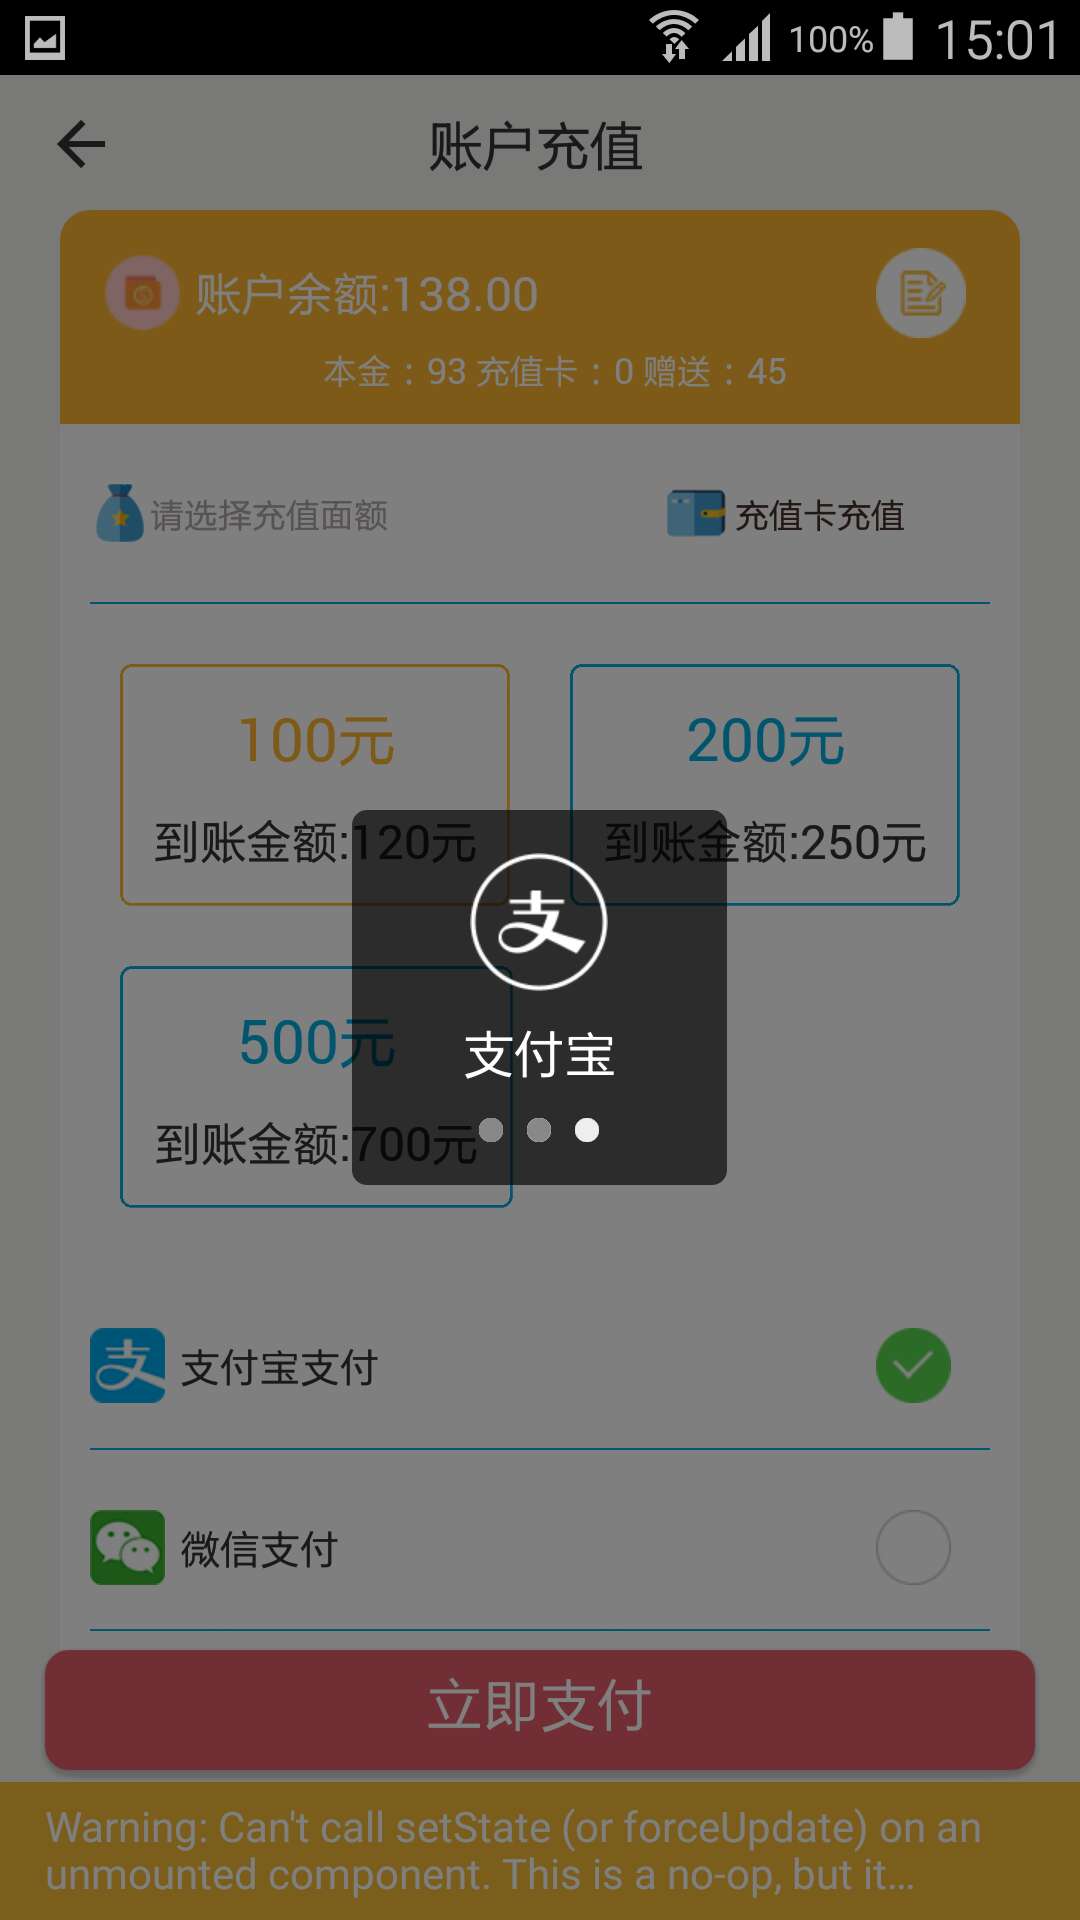 100% 15:01
账户充值
账户余额:138.00
本金：93 充值卡：0 赠送：45
请选择充值面额 充值卡充值
100元 200元
到账金额:120元 到账金额:250元
支付宝
500元
到账金额:700元
支付宝支付
微信支付
立即支付
Warning: Can't call setState (or forceUpdate) on an
unmounted component. This is a no-op, but it...